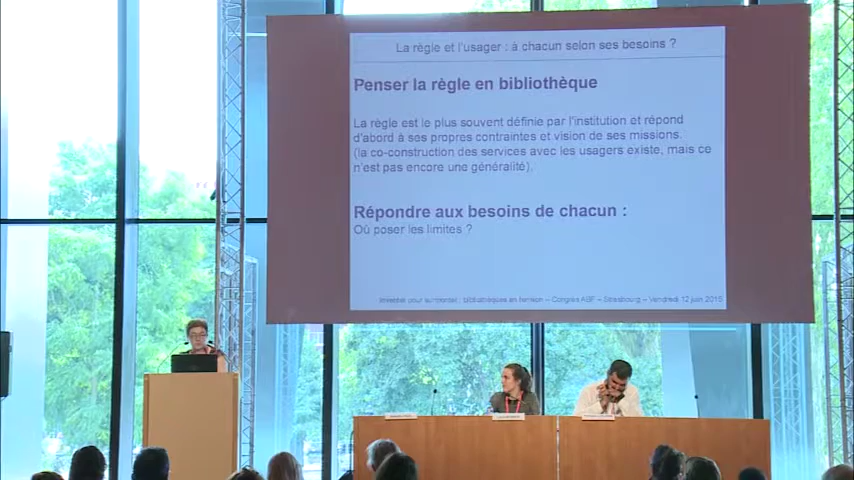 La règle et l'usager : à chacun selon ses besoins ?
Penser la règle en bibliothèque
La règle est le plus souvent définie par l'institution et répond
d'abord à ses propres contraintes et vision de ses missions.
(la co-construction des services avec les usagers existe, mais ce
n'est pas encore une généralité).
Répondre aux besoins de chacun :
Où poser les limites ?
bibliothèques en tension – Congrès ABF – Strasbourg – Vendredi 12 juin 2015